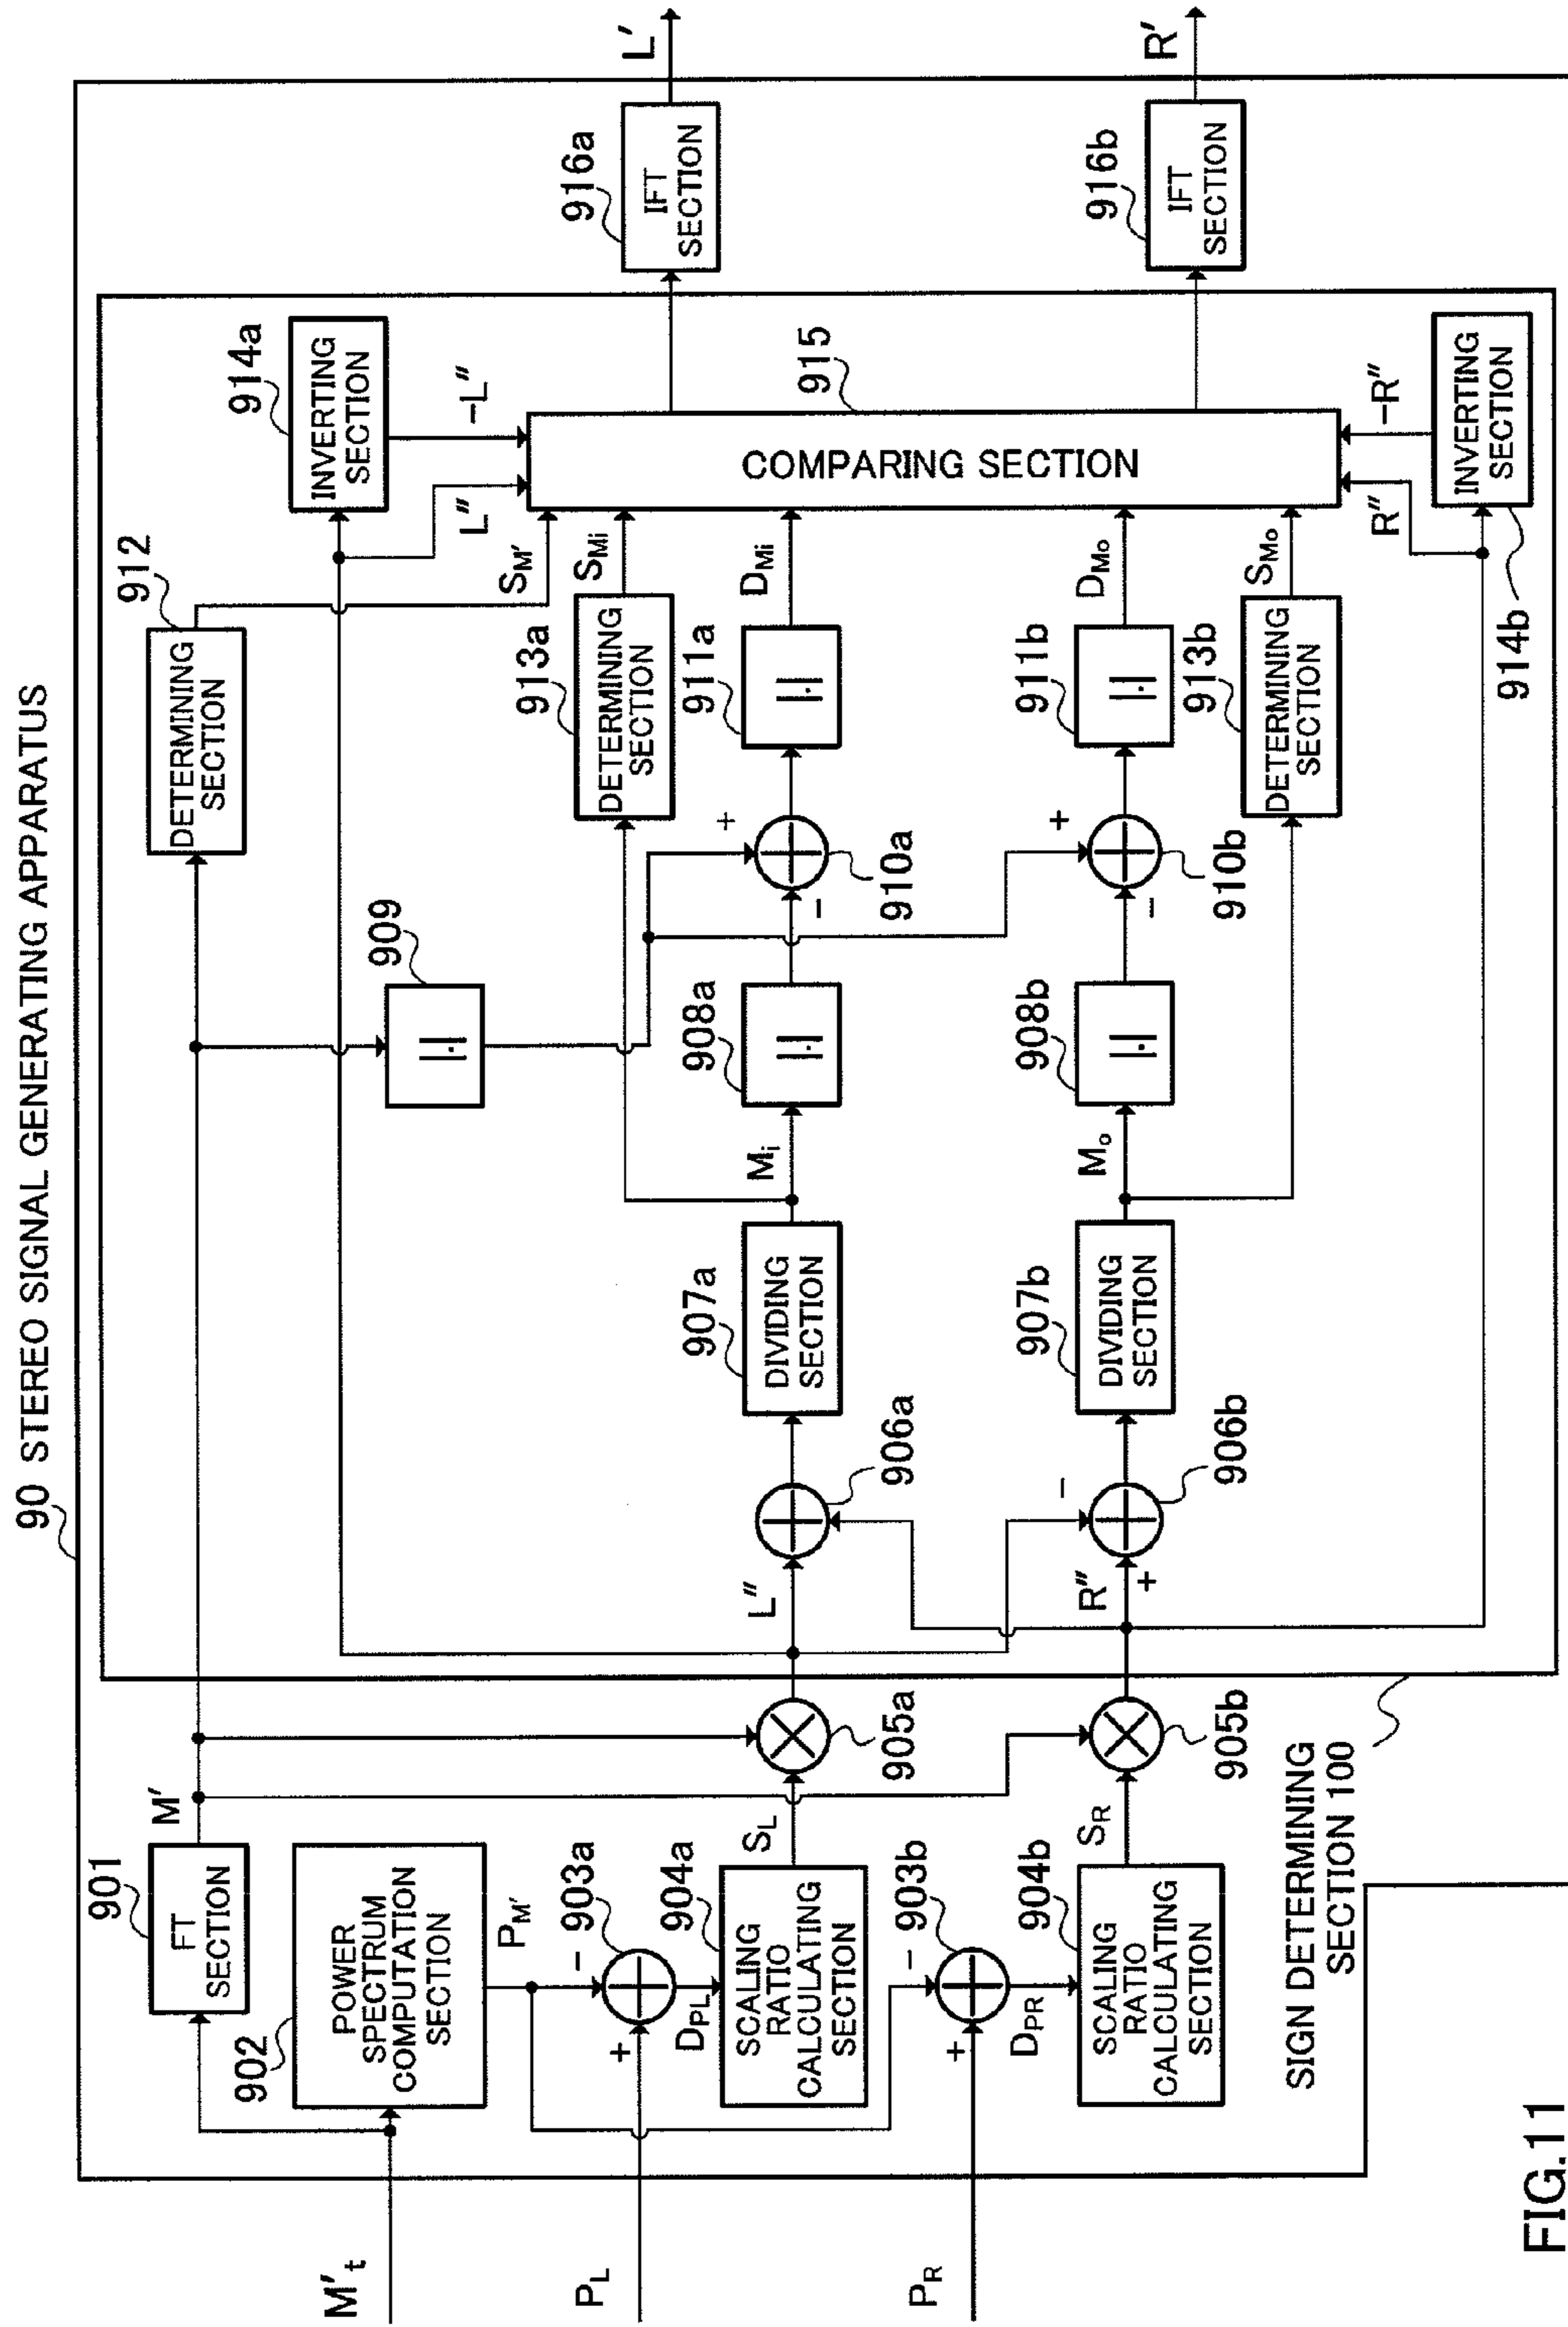 90 STEREO SIGNAL GENERATING APPARATUS
M't
PL
PR
901
FT
SECTION
M'
902
POWER
SPECTRUM
COMPUTATION
SECTION
PM'
903a
-
+
DPL
904a
SCALING
RATIO
CALCULATING
SECTION
SL
903b
-
+
DPR
904b
SCALING
RATIO
CALCULATING
SECTION
SR
905a
905b
SIGN DETERMINING
SECTION 100
L''
R''
906a
-
+
906b
907a
DIVIDING
SECTION
907b
DIVIDING
SECTION
Mi
Mo
908a
|·|
908b
|·|
909
|·|
+
-
910a
+
-
910b
911a
|·|
911b
|·|
912
DETERMINING
SECTION
913a
DETERMINING
SECTION
913b
DETERMINING
SECTION
SM'
SMi
DMi
DMo
SMo
914a
INVERTING
SECTION
L''
-L''
914b
INVERTING
SECTION
R''
-R''
915
COMPARING SECTION
916a
IFT
SECTION
L'
916b
IFT
SECTION
R'
FIG.11